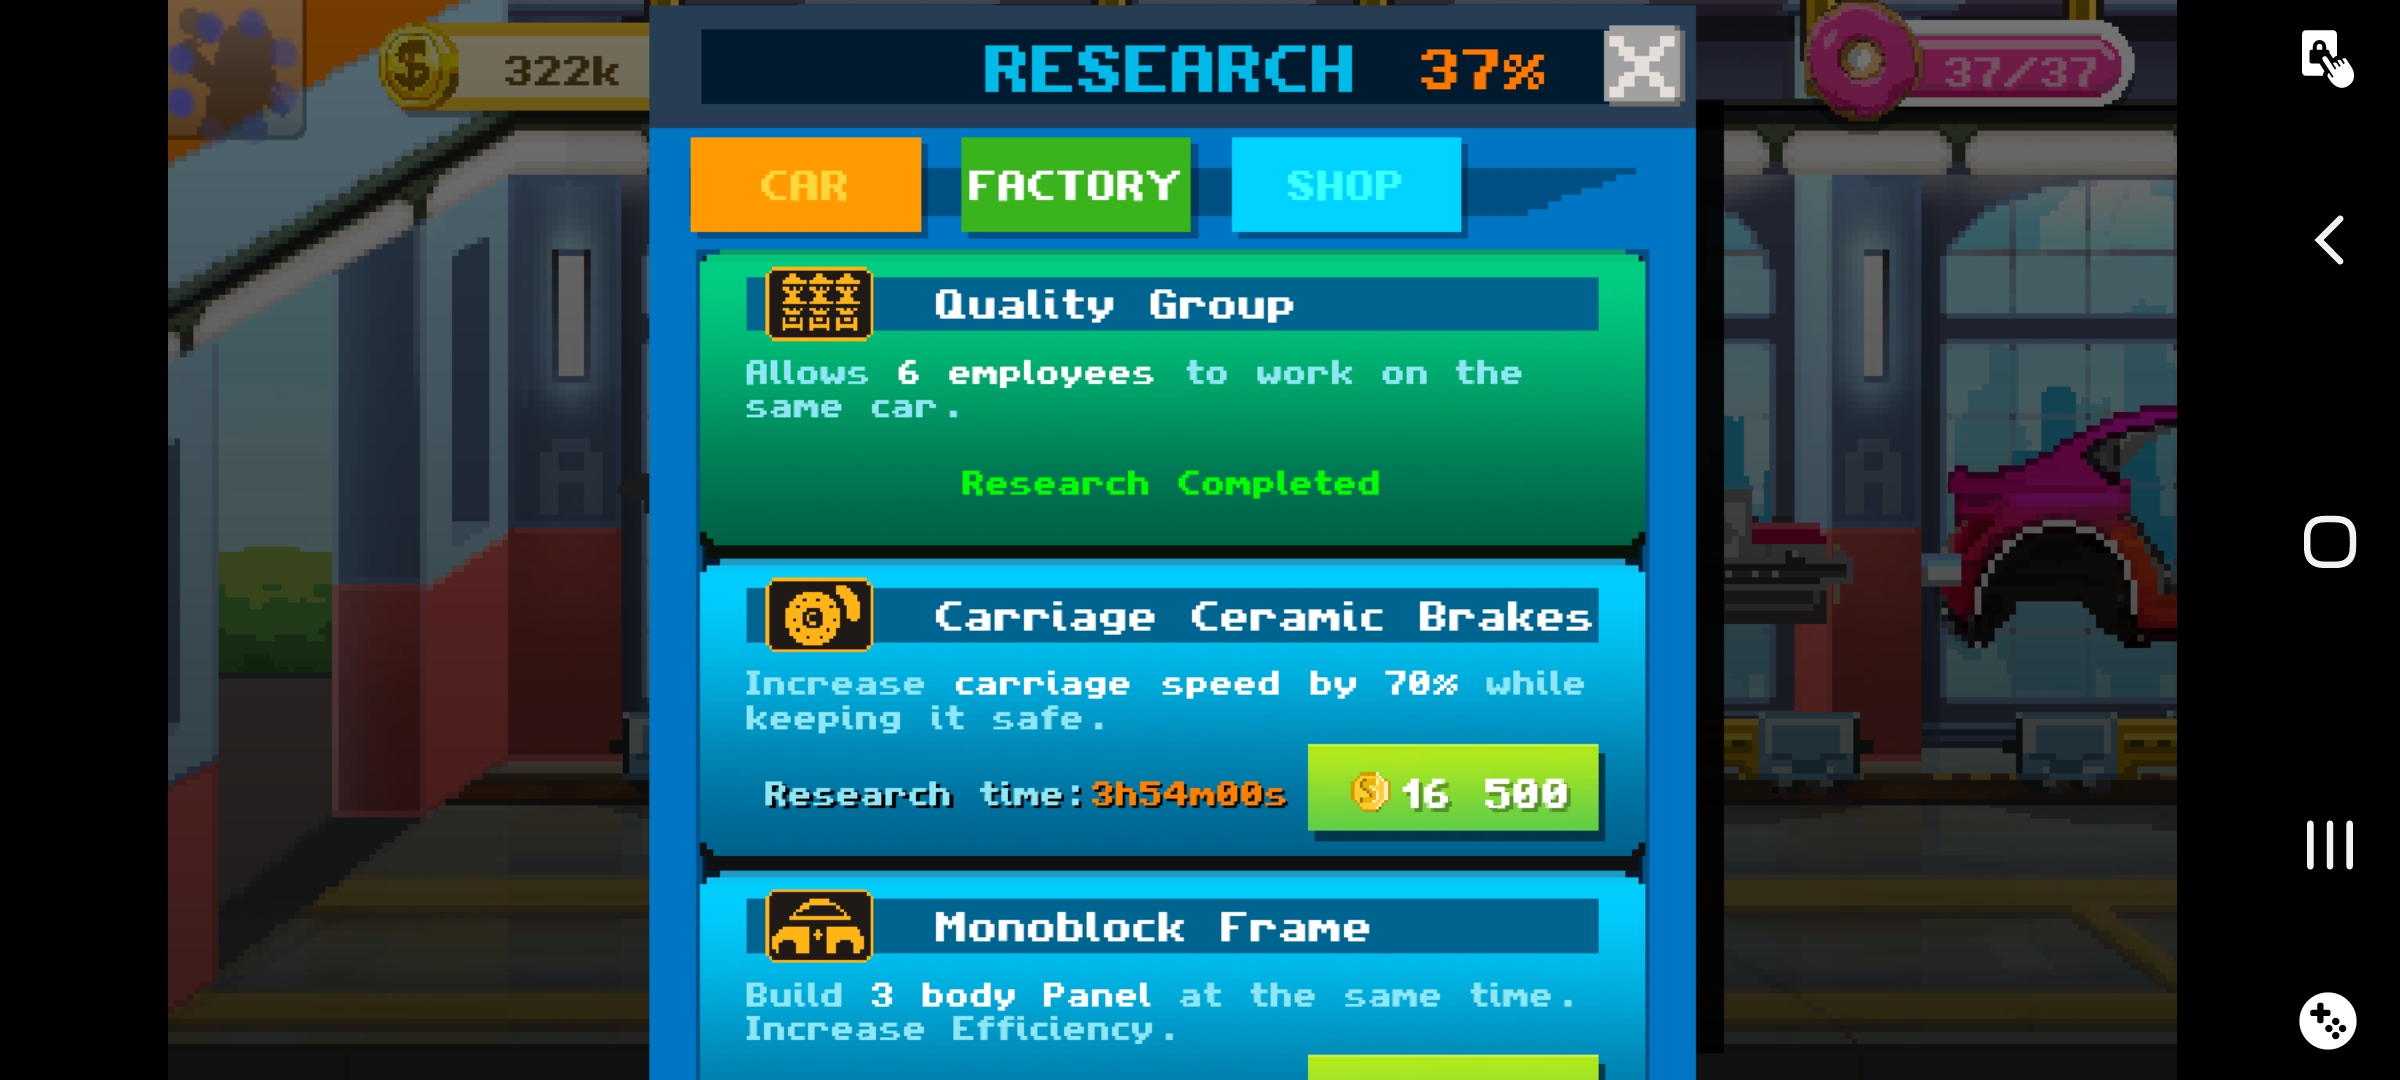 322k
RESEARCH 37%
37/37
CAR FACTORY SHOP
Quality Group
Allows 6 employees to work on the
same car.
Research Completed
Carriage Ceramic Brakes
Increase carriage speed by 70% while
keeping it safe.
Research time:3h54m00s
16 500
Monoblock Frame
Build 3 body Panel at the same time.
Increase Efficiency.
A
A